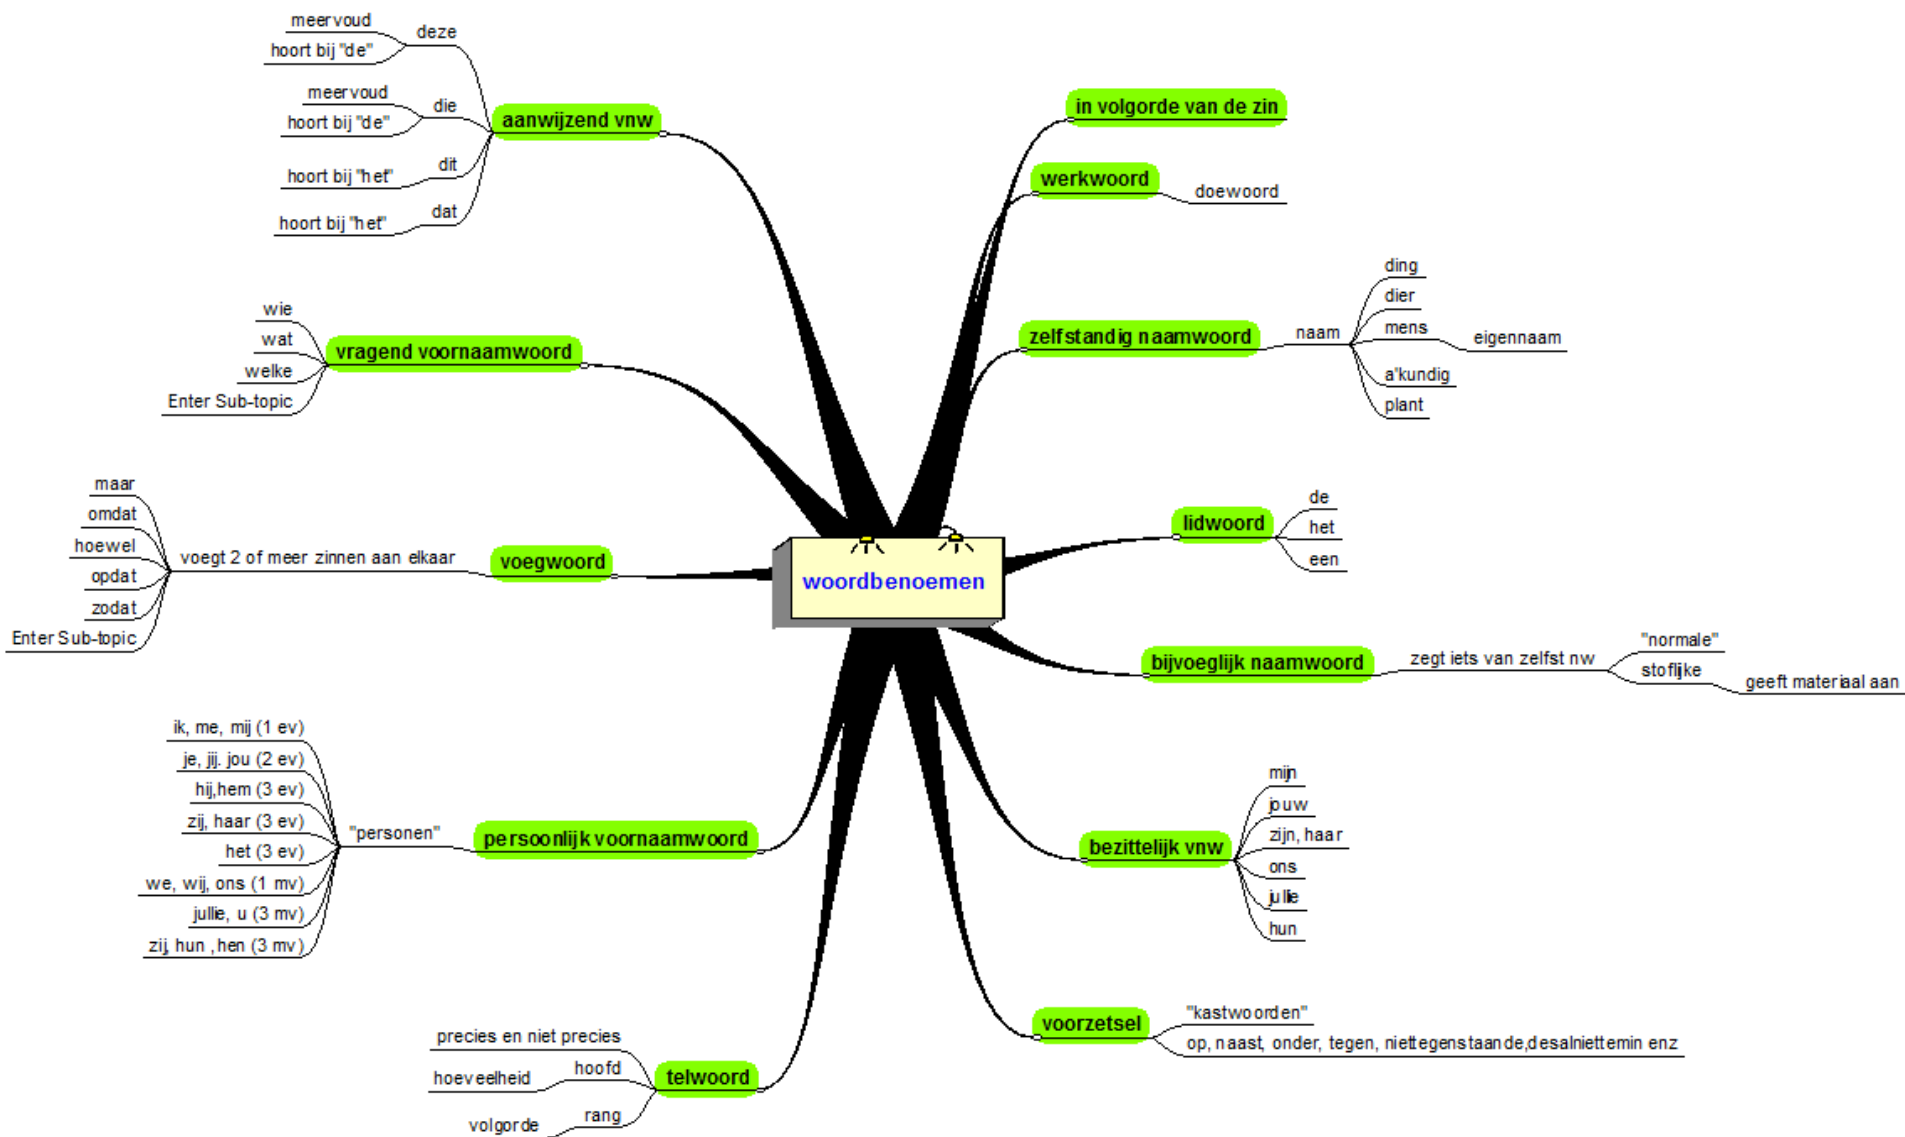 woordbenoemen
in volgorde van de zin
werkwoord
doewoord
zelfstandig naamwoord
naam
ding
dier
mens
eigennaam
a'kundig
plant
lidwoord
de
het
een
bijvoeglijk naamwoord
zegt iets van zelfst nw
"normale"
stoflijke
geeft materiaal aan
bezittelijk vnw
mijn
jouw
zijn, haar
ons
jullie
hun
voorzetsel
"kastwoorden"
op, naast, onder, tegen, niettegenstaande,desalniettemin enz
telwoord
precies en niet precies
hoofd
hoeveelheid
rang
volgorde
persoonlijk voornaamwoord
"personen"
ik, me, mij (1 ev)
je, jij. jou (2 ev)
hij,hem (3 ev)
zij, haar (3 ev)
het (3 ev)
we, wij, ons (1 mv)
jullie, u (3 mv)
zij, hun ,hen (3 mv)
voegwoord
voegt 2 of meer zinnen aan elkaar
maar
omdat
hoewel
opdat
zodat
Enter Sub-topic
vragend voornaamwoord
wie
wat
welke
Enter Sub-topic
aanwijzend vnw
deze
meervoud
hoort bij "de"
die
meervoud
hoort bij "de"
dit
hoort bij "het"
dat
hoort bij "het"